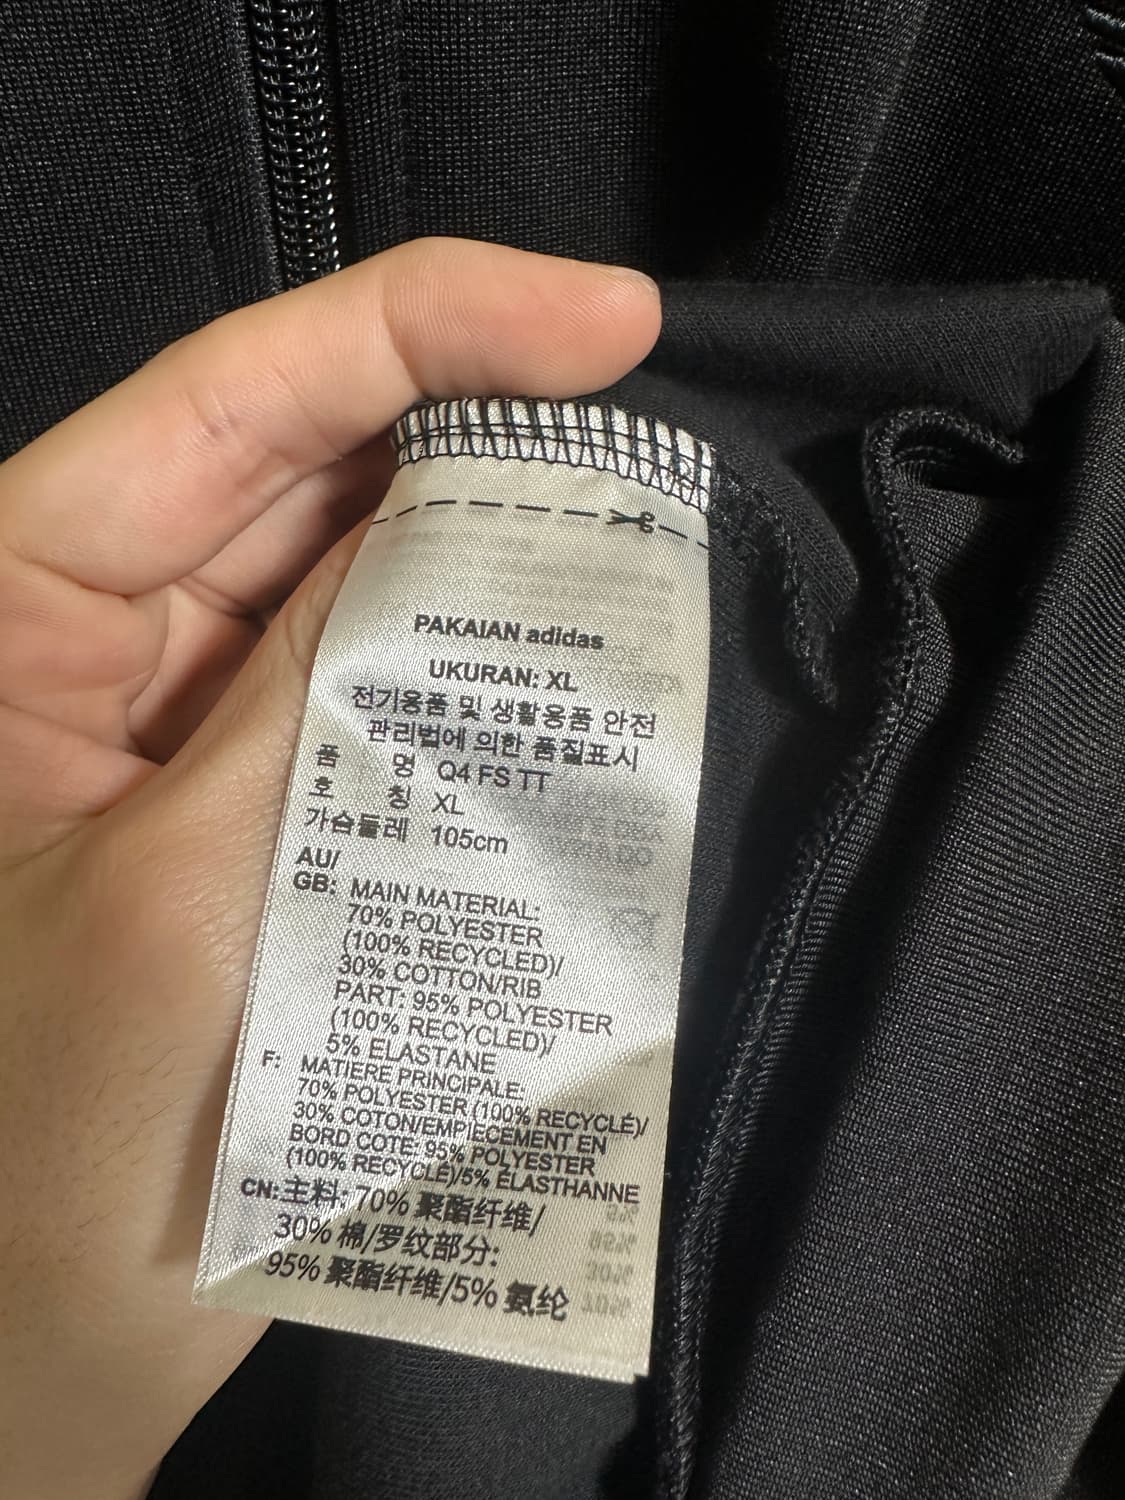 PAKAIAN adidas
UKURAN: XL
전기용품 및 생활용품 안전
관리법에 의한 품질표시
품 명 Q4 FS TT
호 칭 XL
가슴둘레 105cm
AU/
GB: MAIN MATERIAL:
70% POLYESTER
(100% RECYCLED)/
30% COTTON/RIB
PART: 95% POLYESTER
(100% RECYCLED)/
5% ELASTANE
F: MATIERE PRINCIPALE:
70% POLYESTER (100% RECYCLÉ)/
30% COTON/EMPIECEMENT EN
BORD COTE: 95% POLYESTER
(100% RECYCLÉ)/5% ÉLASTHANNE
CN:主料: 70% 聚酯纤维/
30% 棉/罗纹部分:
95% 聚酯纤维/5% 氨纶